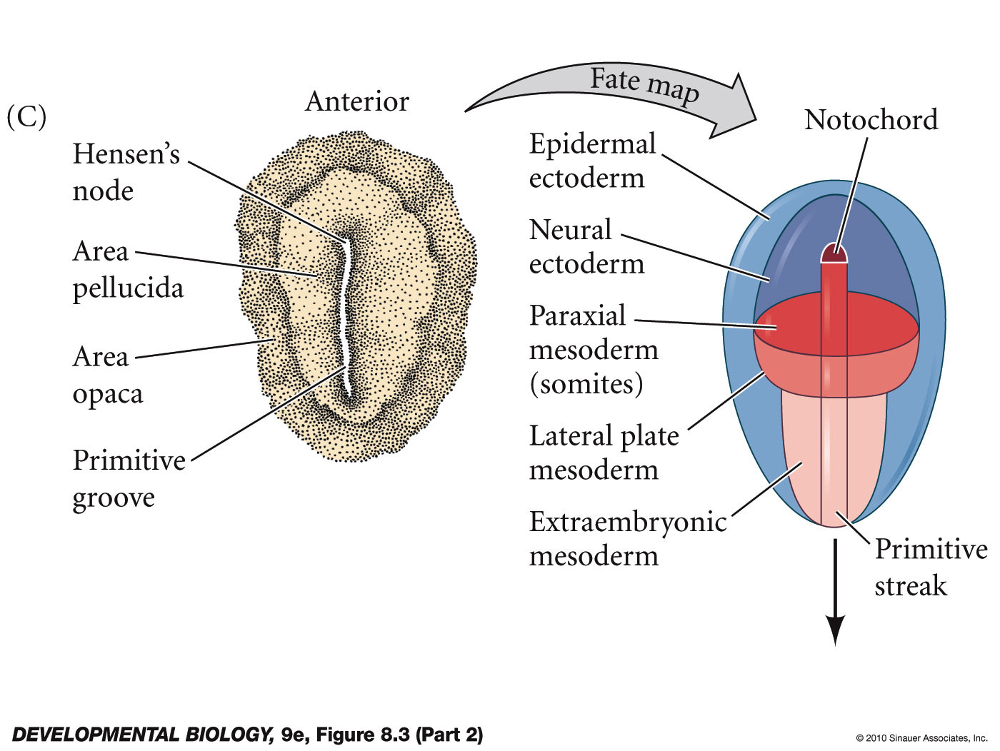 (C)
Anterior
Hensen's
node
Area
pellucida
Area
opaca
Primitive
groove
Fate map
Notochord
Epidermal
ectoderm
Neural
ectoderm
Paraxial
mesoderm
(somites)
Lateral plate
mesoderm
Extraembryonic
mesoderm
Primitive
streak
DEVELOPMENTAL BIOLOGY, 9e, Figure 8.3 (Part 2)
© 2010 Sinauer Associates, Inc.